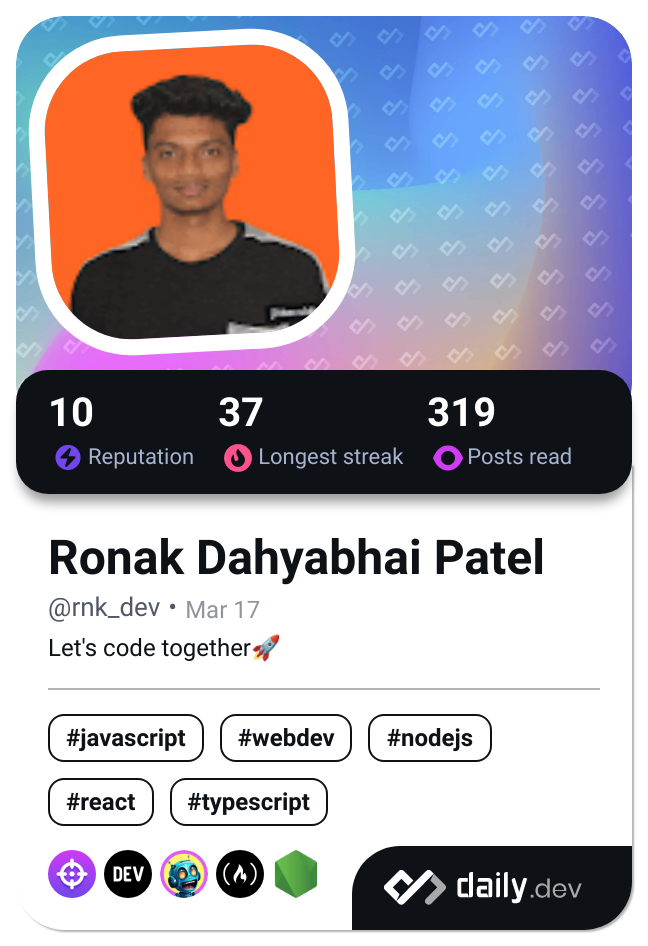 10 37 319
Reputation Longest streak Posts read
Ronak Dahyabhai Patel
@rnk_dev • Mar 17
Let's code together🚀
#javascript #webdev #nodejs
#react #typescript
DEV
daily.dev